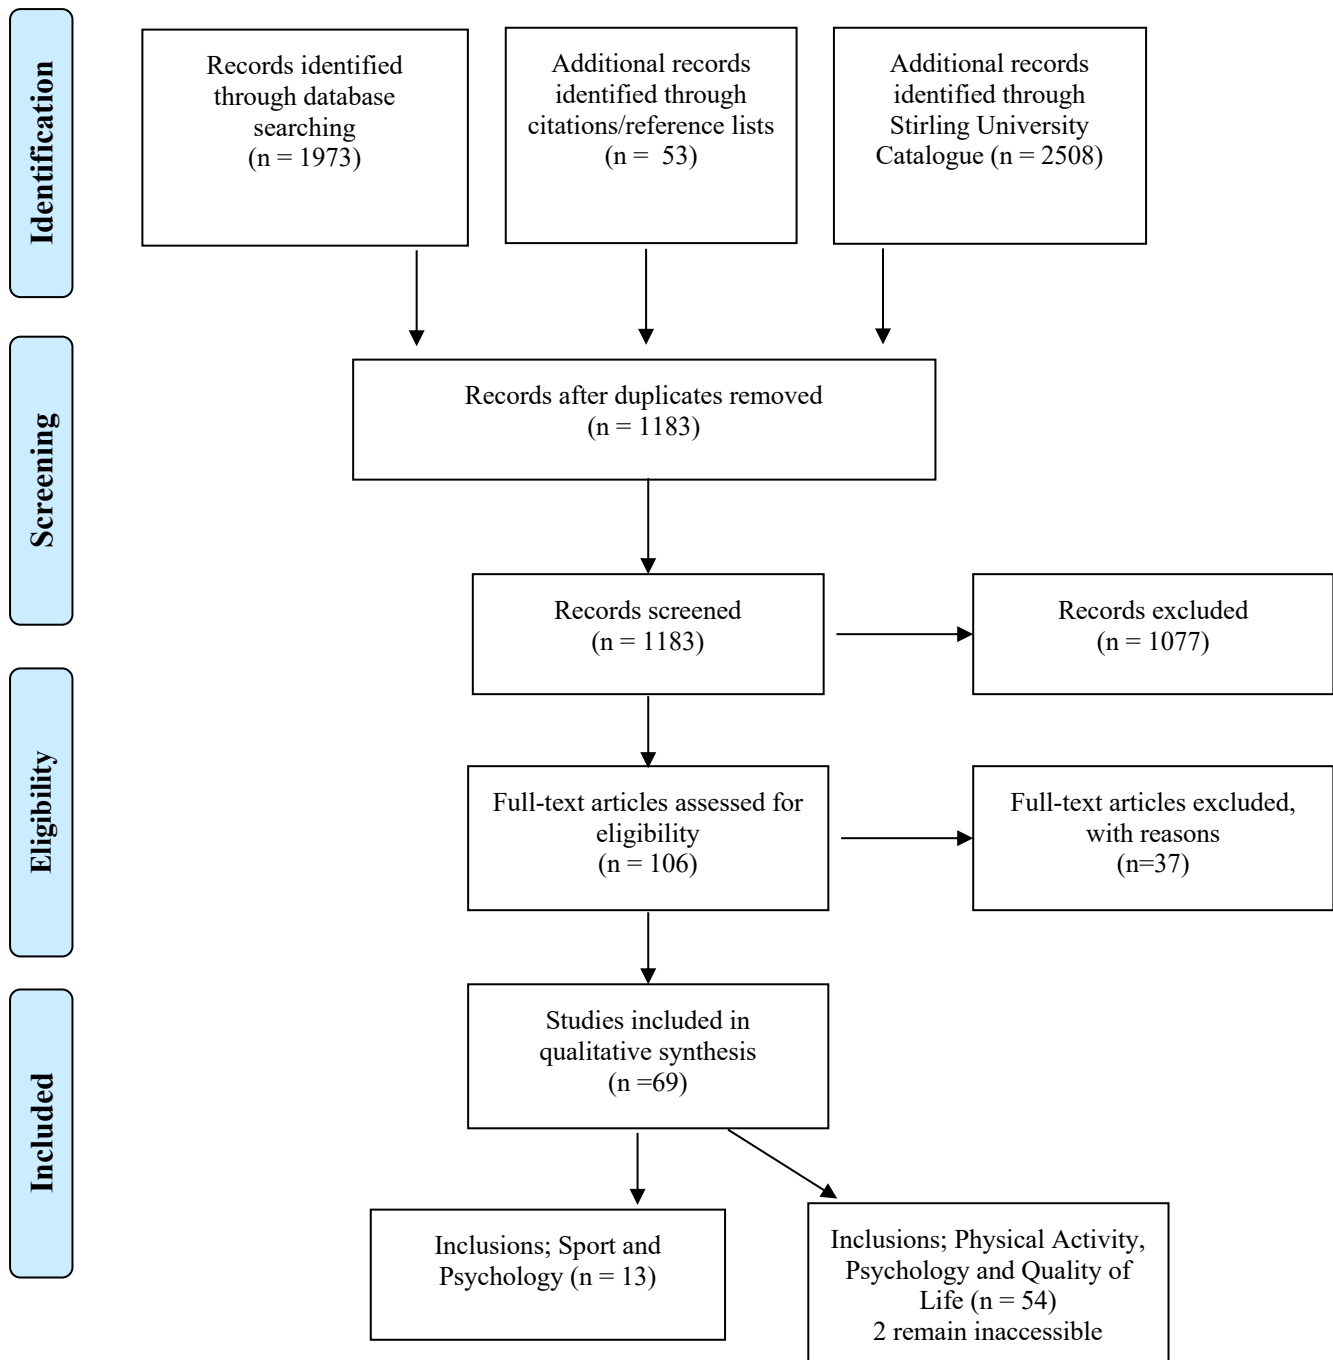 Identification
Records identified
through database
searching
(n = 1973)
Additional records
identified through
citations/reference lists
(n =  53)
Additional records
identified through
Stirling University
Catalogue (n = 2508)
Screening
Records after duplicates removed
(n = 1183)
Records screened
(n = 1183)
Records excluded
(n = 1077)
Eligibility
Full-text articles assessed for
eligibility
(n = 106)
Full-text articles excluded,
with reasons
(n=37)
Included
Studies included in
qualitative synthesis
(n =69)
Inclusions; Sport and
Psychology (n = 13)
Inclusions; Physical Activity,
Psychology and Quality of
Life (n = 54)
2 remain inaccessible